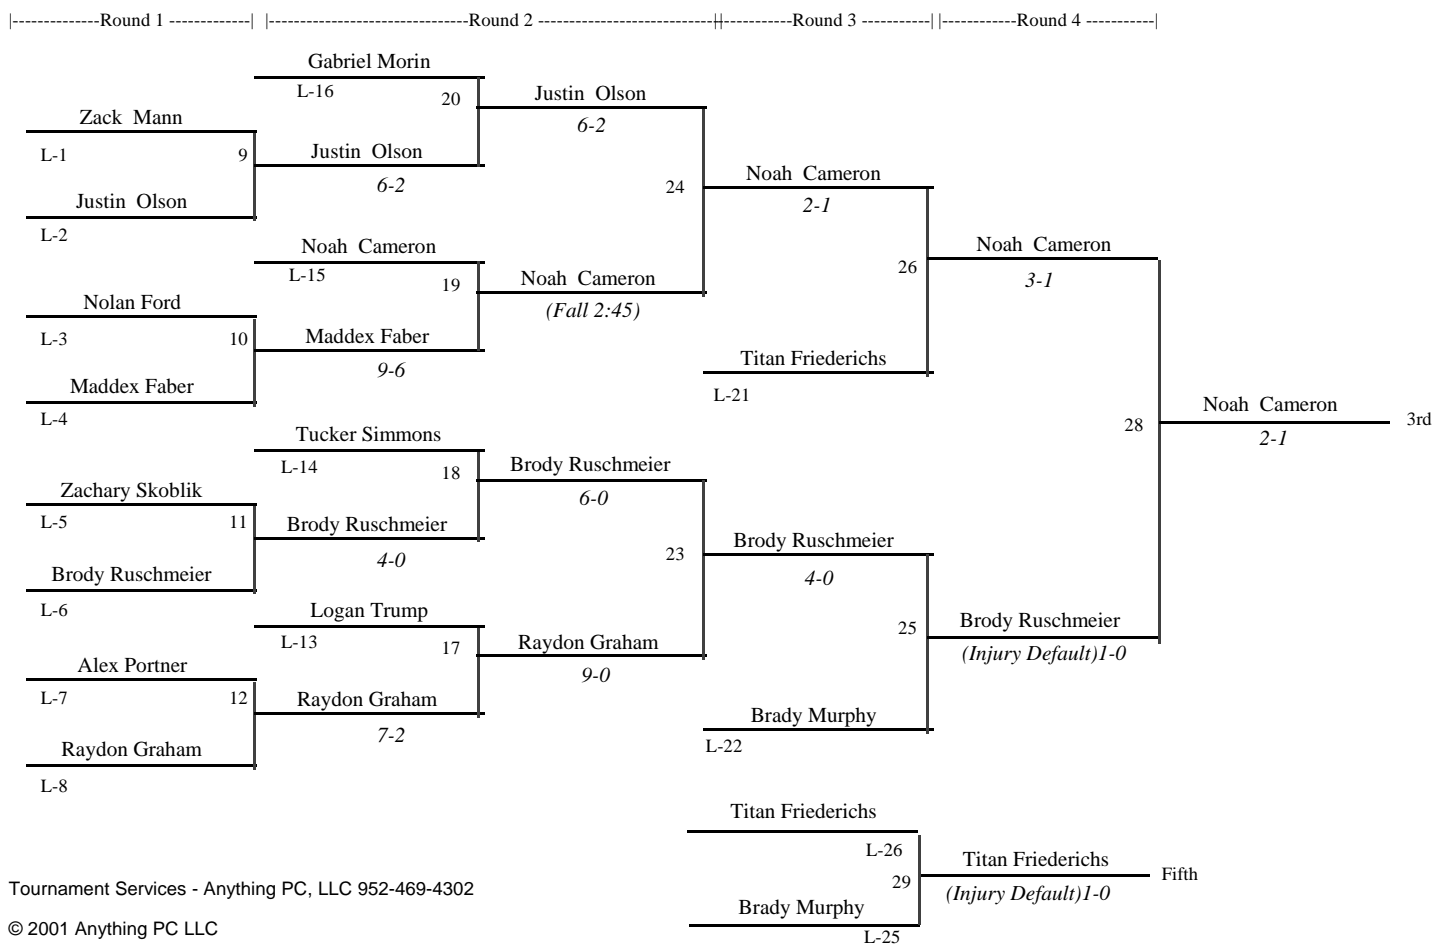 |-------------Round 1 -------------| |--------------------------------Round 2 -----------------------------||------------Round 3 -----------| |------------Round 4 -----------|
Gabriel Morin
L-16
20
Justin Olson
6-2
Zack Mann
L-1
9
Justin Olson
6-2
Justin Olson
L-2
24
Noah Cameron
2-1
Noah Cameron
L-15
19
Noah Cameron
(Fall 2:45)
Nolan Ford
L-3
10
Maddex Faber
9-6
Maddex Faber
L-4
26
Noah Cameron
3-1
Titan Friederichs
L-21
28
Noah Cameron
2-1
3rd
Tucker Simmons
L-14
18
Brody Ruschmeier
6-0
Zachary Skoblik
L-5
11
Brody Ruschmeier
4-0
Brody Ruschmeier
L-6
23
Brody Ruschmeier
4-0
Logan Trump
L-13
17
Raydon Graham
9-0
Alex Portner
L-7
12
Raydon Graham
7-2
Raydon Graham
L-8
25
Brody Ruschmeier
(Injury Default)1-0
Brady Murphy
L-22
Titan Friederichs
L-26
29
Titan Friederichs
(Injury Default)1-0
Fifth
Brady Murphy
L-25
Tournament Services - Anything PC, LLC 952-469-4302
© 2001 Anything PC LLC